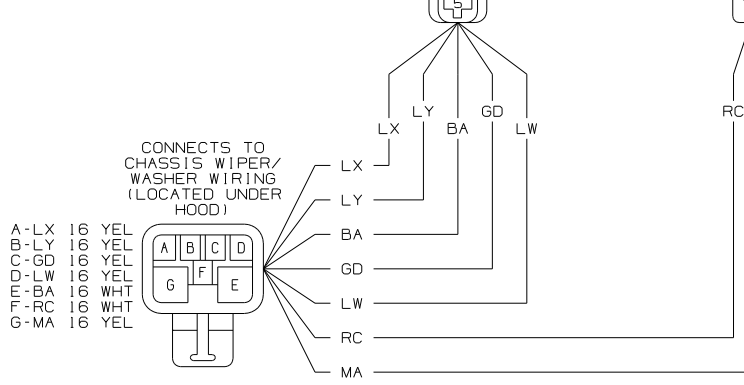 5
LX
LY
BA
GD
LW
RC
CONNECTS TO
CHASSIS WIPER/
WASHER WIRING
(LOCATED UNDER
HOOD)
A-LX 16 YEL
B-LY 16 YEL
C-GD 16 YEL
D-LW 16 YEL
E-BA 16 WHT
F-RC 16 WHT
G-MA 16 YEL
A B C D
F
G E
LX
LY
BA
GD
LW
RC
MA